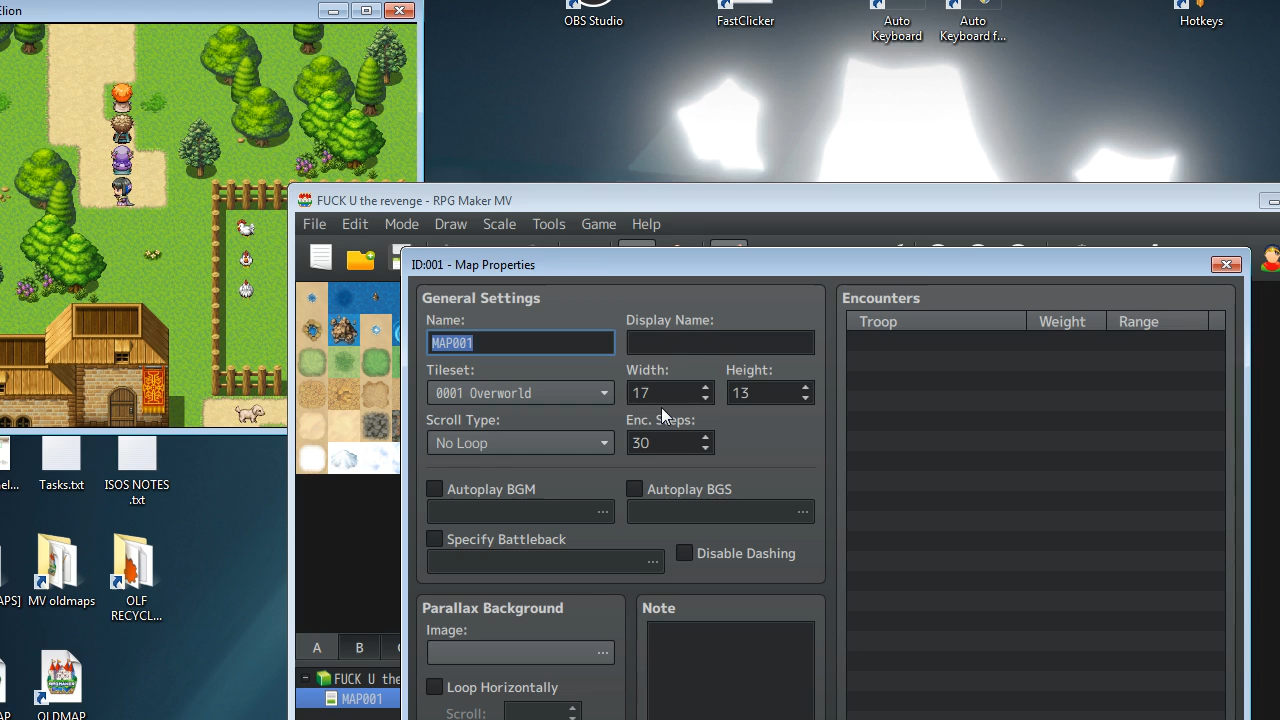 Elion
OBS Studio
FastClicker
Auto
Keyboard
Auto
Keyboard f...
Hotkeys
FUCK U the revenge - RPG Maker MV
File Edit Mode Draw Scale Tools Game Help
ID:001 - Map Properties
General Settings
Name:
Display Name:
MAP001
Tileset:
Width:
Height:
0001 Overworld
17
13
Scroll Type:
Enc. Steps:
No Loop
30
Autoplay BGM
Autoplay BGS
...
...
Specify Battleback
...
Disable Dashing
Parallax Background
Image:
...
Loop Horizontally
Scroll:
Note
Encounters
Troop Weight Range
A B
FUCK U the
MAP001
el...
Tasks.txt
ISOS NOTES
.txt
APS]
MV oldmaps
OLF
RECYCL...
AP
OLDMAP